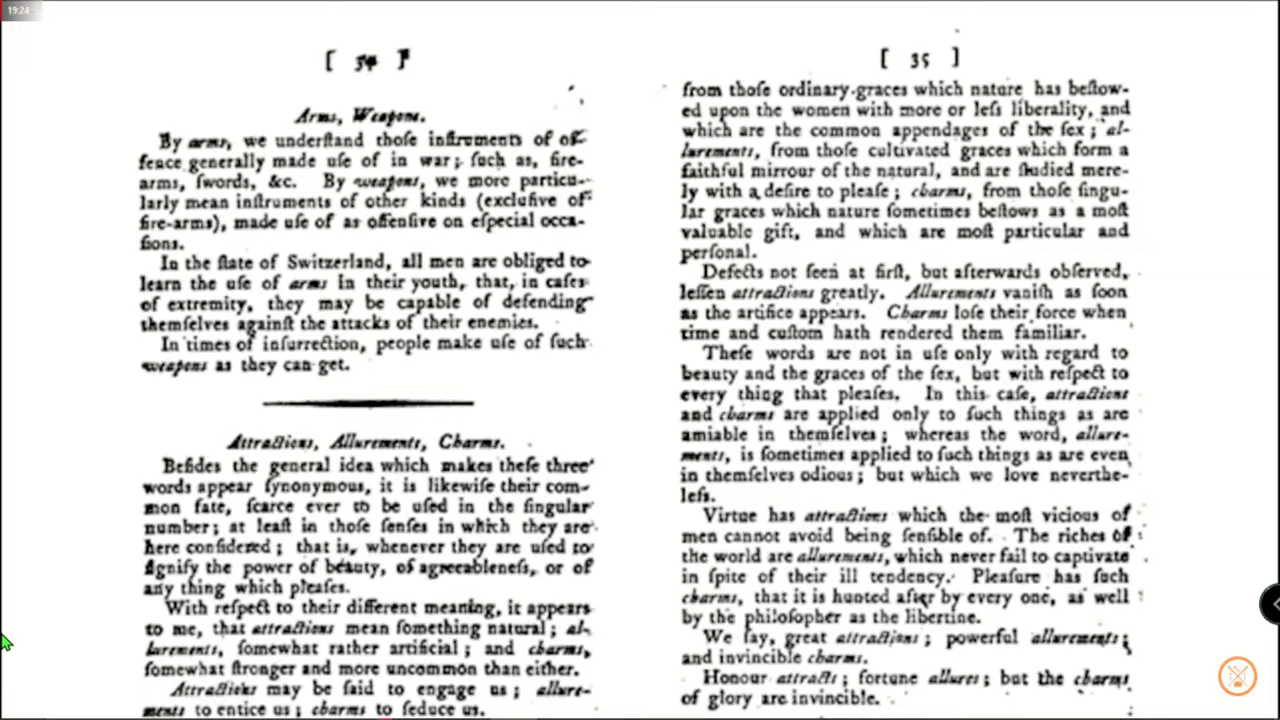 19:24
[ 34 ]
Arms, Weapons.
By arms, we underſtand thoſe inſtruments of of-
fence generally made uſe of in war; ſuch as, fire-
arms, ſwords, &c. By weapons, we more particu-
larly mean inſtruments of other kinds (excluſive of
fire-arms), made uſe of as offenſive on eſpecial occa-
ſions.
In the ſtate of Switzerland, all men are obliged to
learn the uſe of arms in their youth, that, in caſes
of extremity, they may be capable of defending
themſelves againſt the attacks of their enemies.
In times of inſurrection, people make uſe of ſuch
weapons as they can get.
Attractions, Allurements, Charms.
Beſides the general idea which makes theſe three
words appear ſynonymous, it is likewiſe their com-
mon fate, ſcarce ever to be uſed in the ſingular
number; at leaſt in thoſe ſenſes in which they are
here conſidered; that is, whenever they are uſed to
ſignify the power of beauty, of agreeableneſs, or of
any thing which pleaſes.
With reſpect to their different meaning, it appears
to me, that attractions mean ſomething natural; al-
lurements, ſomewhat rather artificial; and charms,
ſomewhat ſtronger and more uncommon than either.
Attractions may be ſaid to engage us; allure-
ments to entice us; charms to ſeduce us.
[ 35 ]
from thoſe ordinary graces which nature has beſtow-
ed upon the women with more or leſs liberality, and
which are the common appendages of the ſex; al-
lurements, from thoſe cultivated graces which form a
faithful mirrour of the natural, and are ſtudied mere-
ly with a deſire to pleaſe; charms, from thoſe ſingu-
lar graces which nature ſometimes beſtows as a moſt
valuable gift, and which are moſt particular and
perſonal.
Defects not ſeen at firſt, but afterwards obſerved,
leſſen attractions greatly. Allurements vaniſh as ſoon
as the artifice appears. Charms loſe their force when
time and cuſtom hath rendered them familiar.
Theſe words are not in uſe only with regard to
beauty and the graces of the ſex, but with reſpect to
every thing that pleaſes. In this caſe, attractions
and charms are applied only to ſuch things as are
amiable in themſelves; whereas the word, allure-
ments, is ſometimes applied to ſuch things as are even
in themſelves odious; but which we love neverthe-
leſs.
Virtue has attractions which the moſt vicious of
men cannot avoid being ſenſible of. The riches of
the world are allurements, which never fail to captivate
in ſpite of their ill tendency. Pleaſure has ſuch
charms, that it is hunted after by every one, as well
by the philoſopher as the libertine.
We ſay, great attractions; powerful allurements;
and invincible charms.
Honour attracts; fortune allures; but the charms
of glory are invincible.